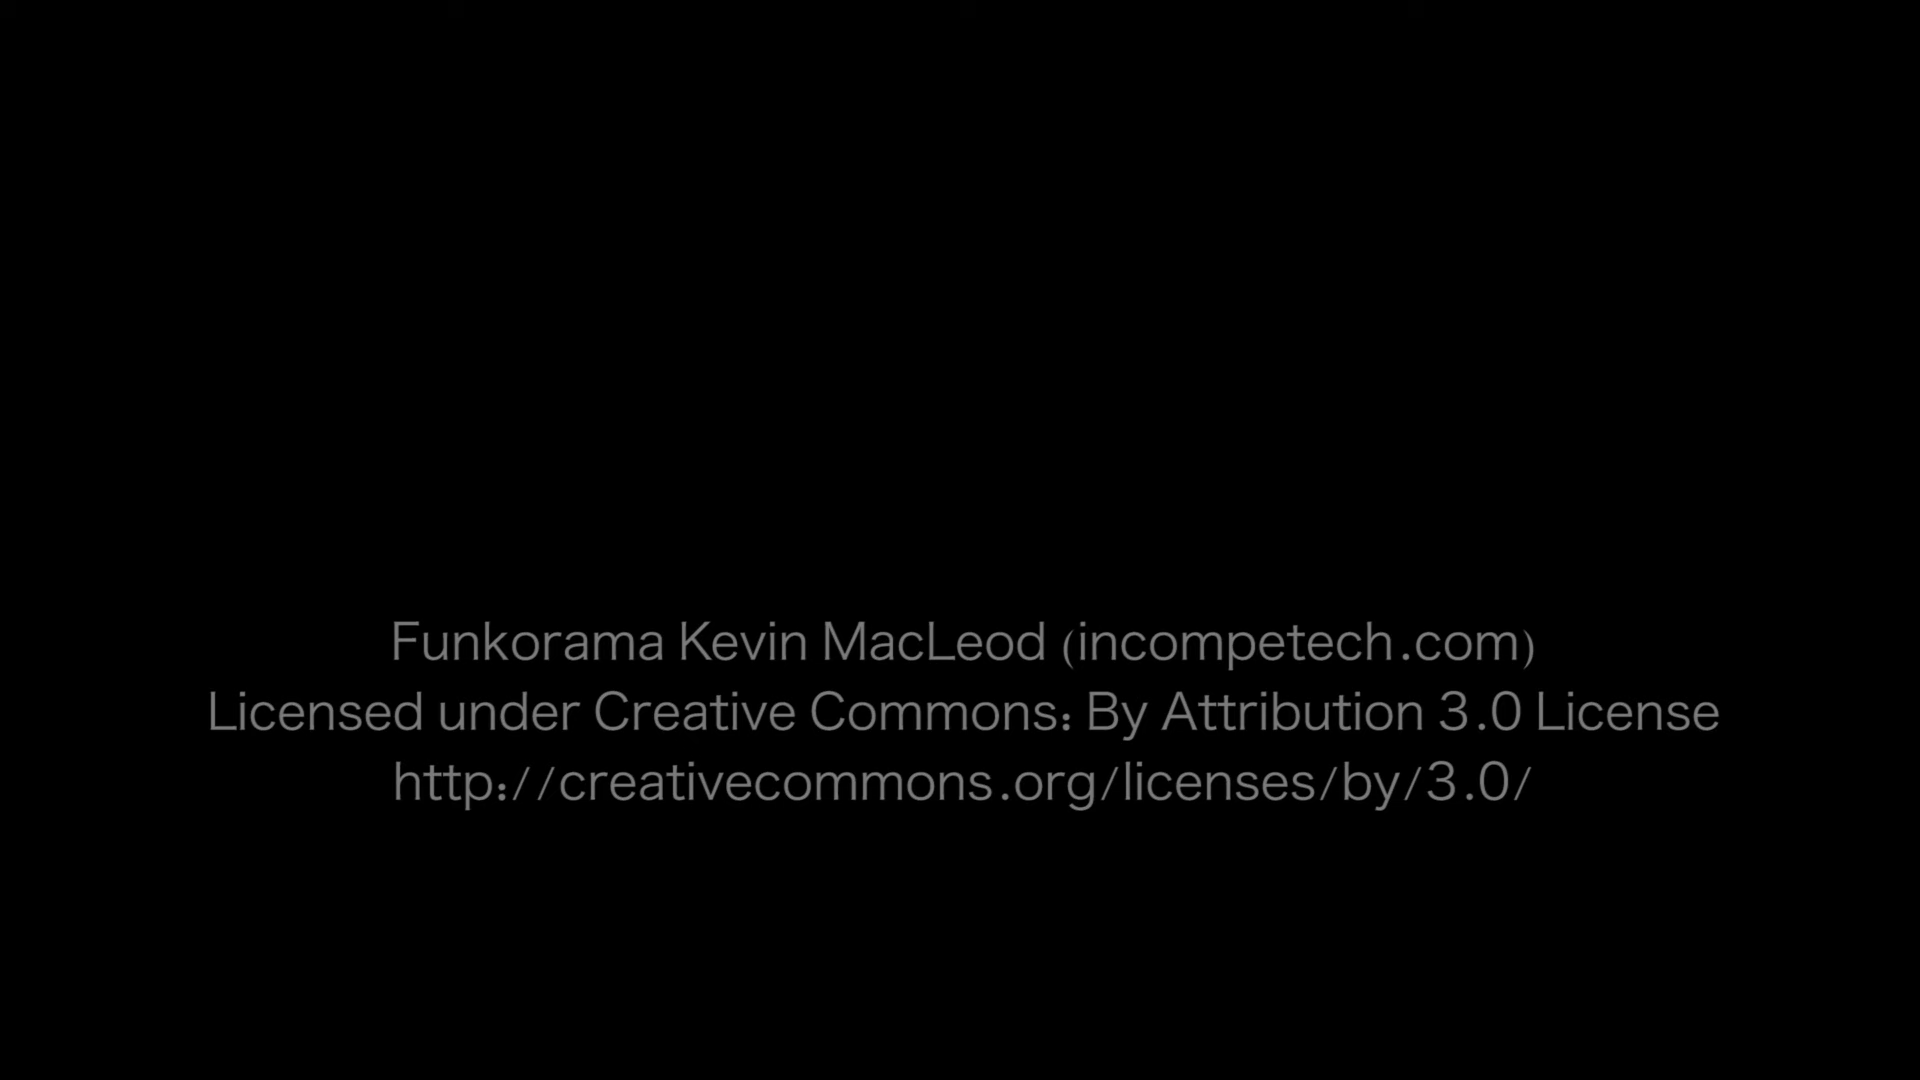 Funkorama Kevin MacLeod (incompetech.com)
Licensed under Creative Commons: By Attribution 3.0 License
http://creativecommons.org/licenses/by/3.0/